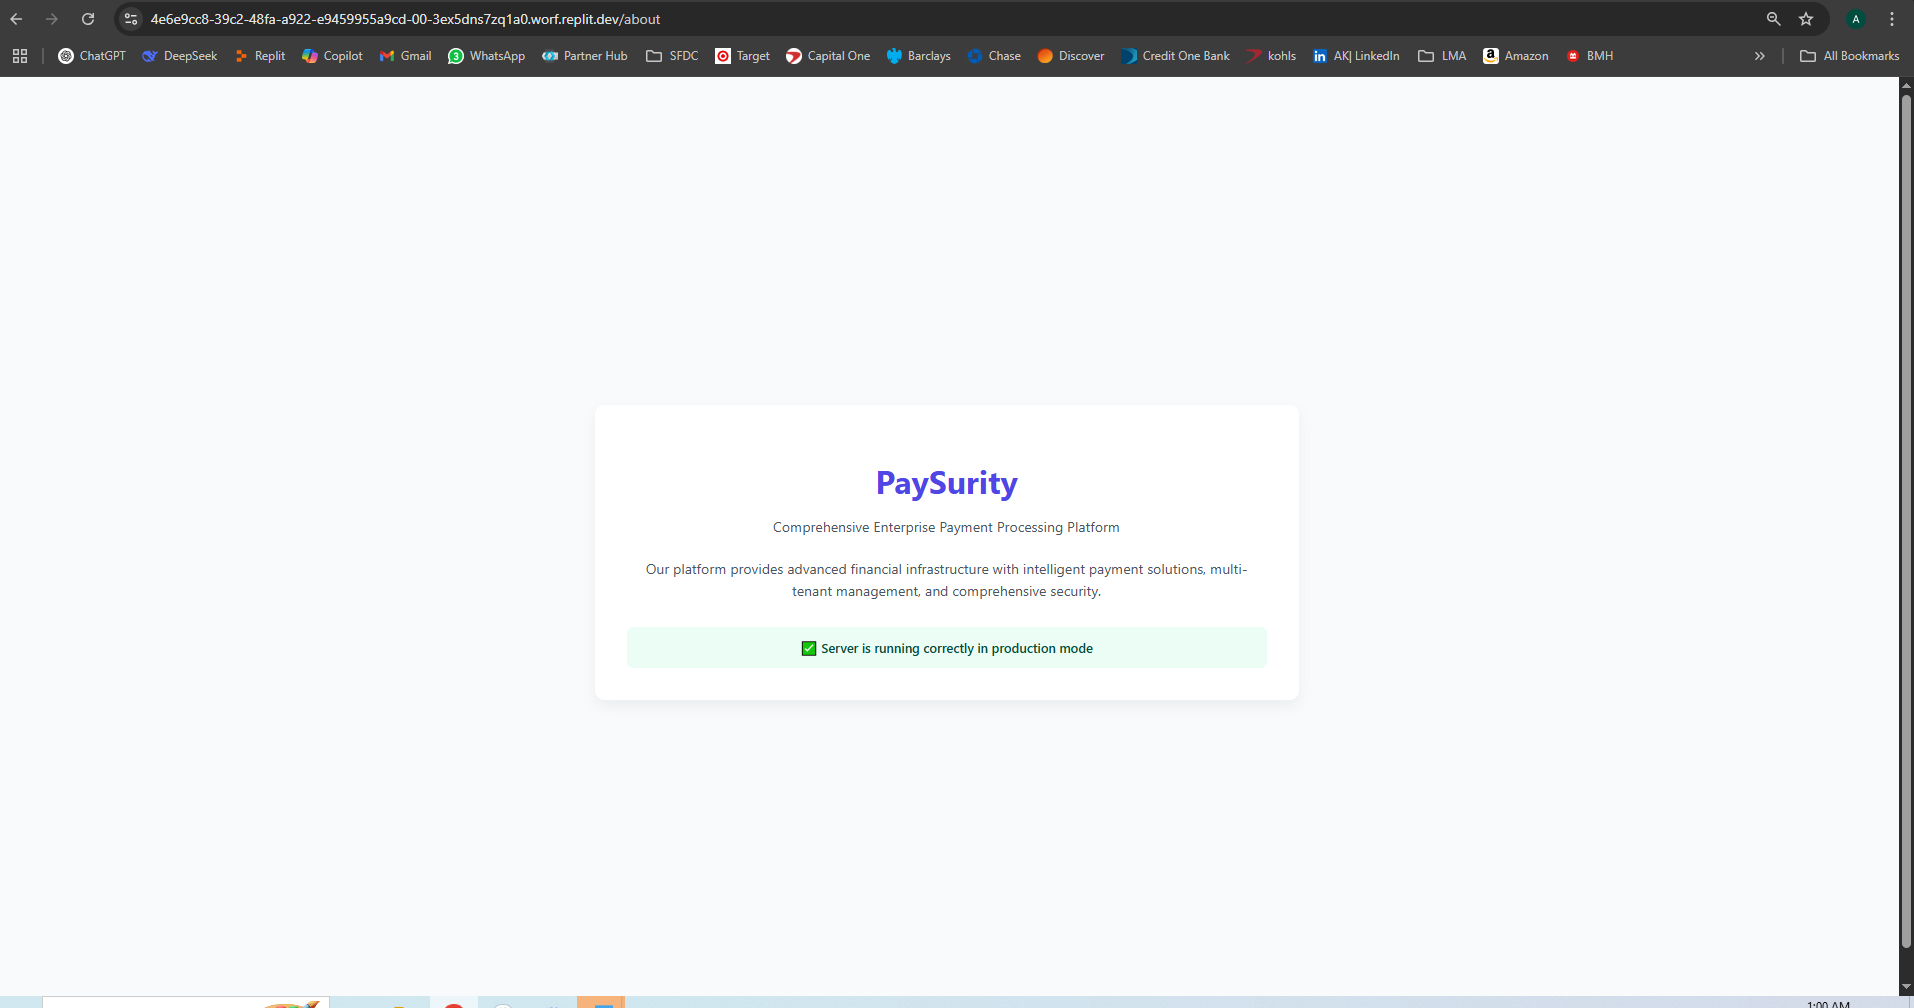 4e6e9cc8-39c2-48fa-a922-e9459955a9cd-00-3ex5dns7zq1a0.worf.replit.dev/about
A
ChatGPT DeepSeek Replit Copilot Gmail 3 WhatsApp Partner Hub SFDC Target Capital One Barclays Chase Discover Credit One Bank kohls in AK| LinkedIn LMA a Amazon BMH » All Bookmarks
PaySurity
Comprehensive Enterprise Payment Processing Platform
Our platform provides advanced financial infrastructure with intelligent payment solutions, multi-
tenant management, and comprehensive security.
✅ Server is running correctly in production mode
1:00 AM